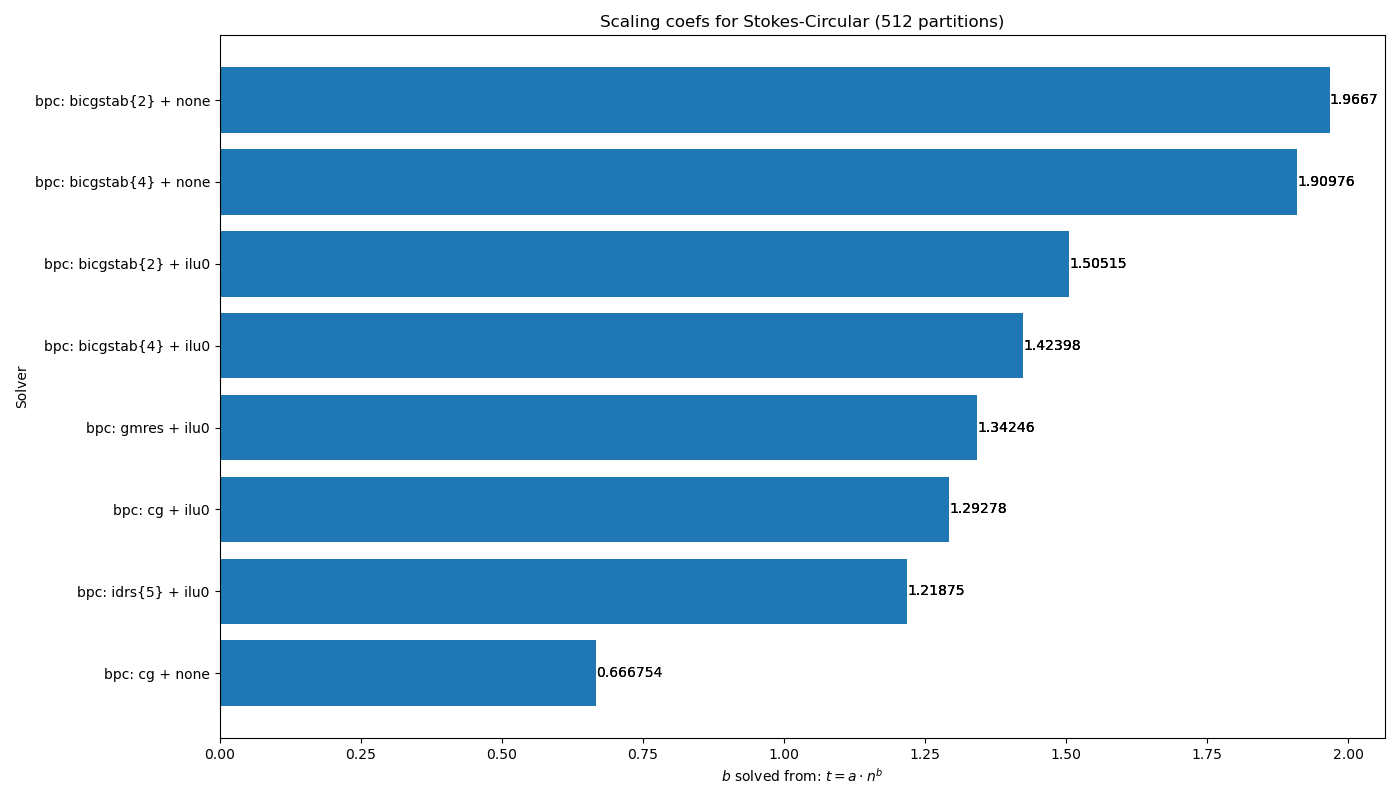 Scaling coefs for Stokes-Circular (512 partitions)
bpc: bicgstab{2} + none
1.9667
bpc: bicgstab{4} + none
1.90976
bpc: bicgstab{2} + ilu0
1.50515
bpc: bicgstab{4} + ilu0
1.42398
bpc: gmres + ilu0
1.34246
bpc: cg + ilu0
1.29278
bpc: idrs{5} + ilu0
1.21875
bpc: cg + none
0.666754
Solver
0.00 0.25 0.50 0.75 1.00 1.25 1.50 1.75 2.00
b solved from: t = a · n^b